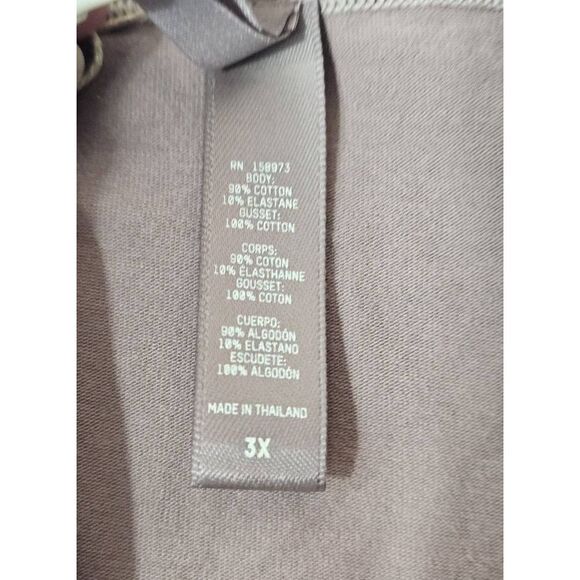 RN 158973
BODY:
90% COTTON
10% ELASTANE
GUSSET:
100% COTTON
CORPS:
90% COTON
10% ÉLASTHANNE
GOUSSET:
100% COTON
CUERPO:
90% ALGODÓN
10% ELASTANO
ESCUDETE:
100% ALGODÓN
MADE IN THAILAND
3X